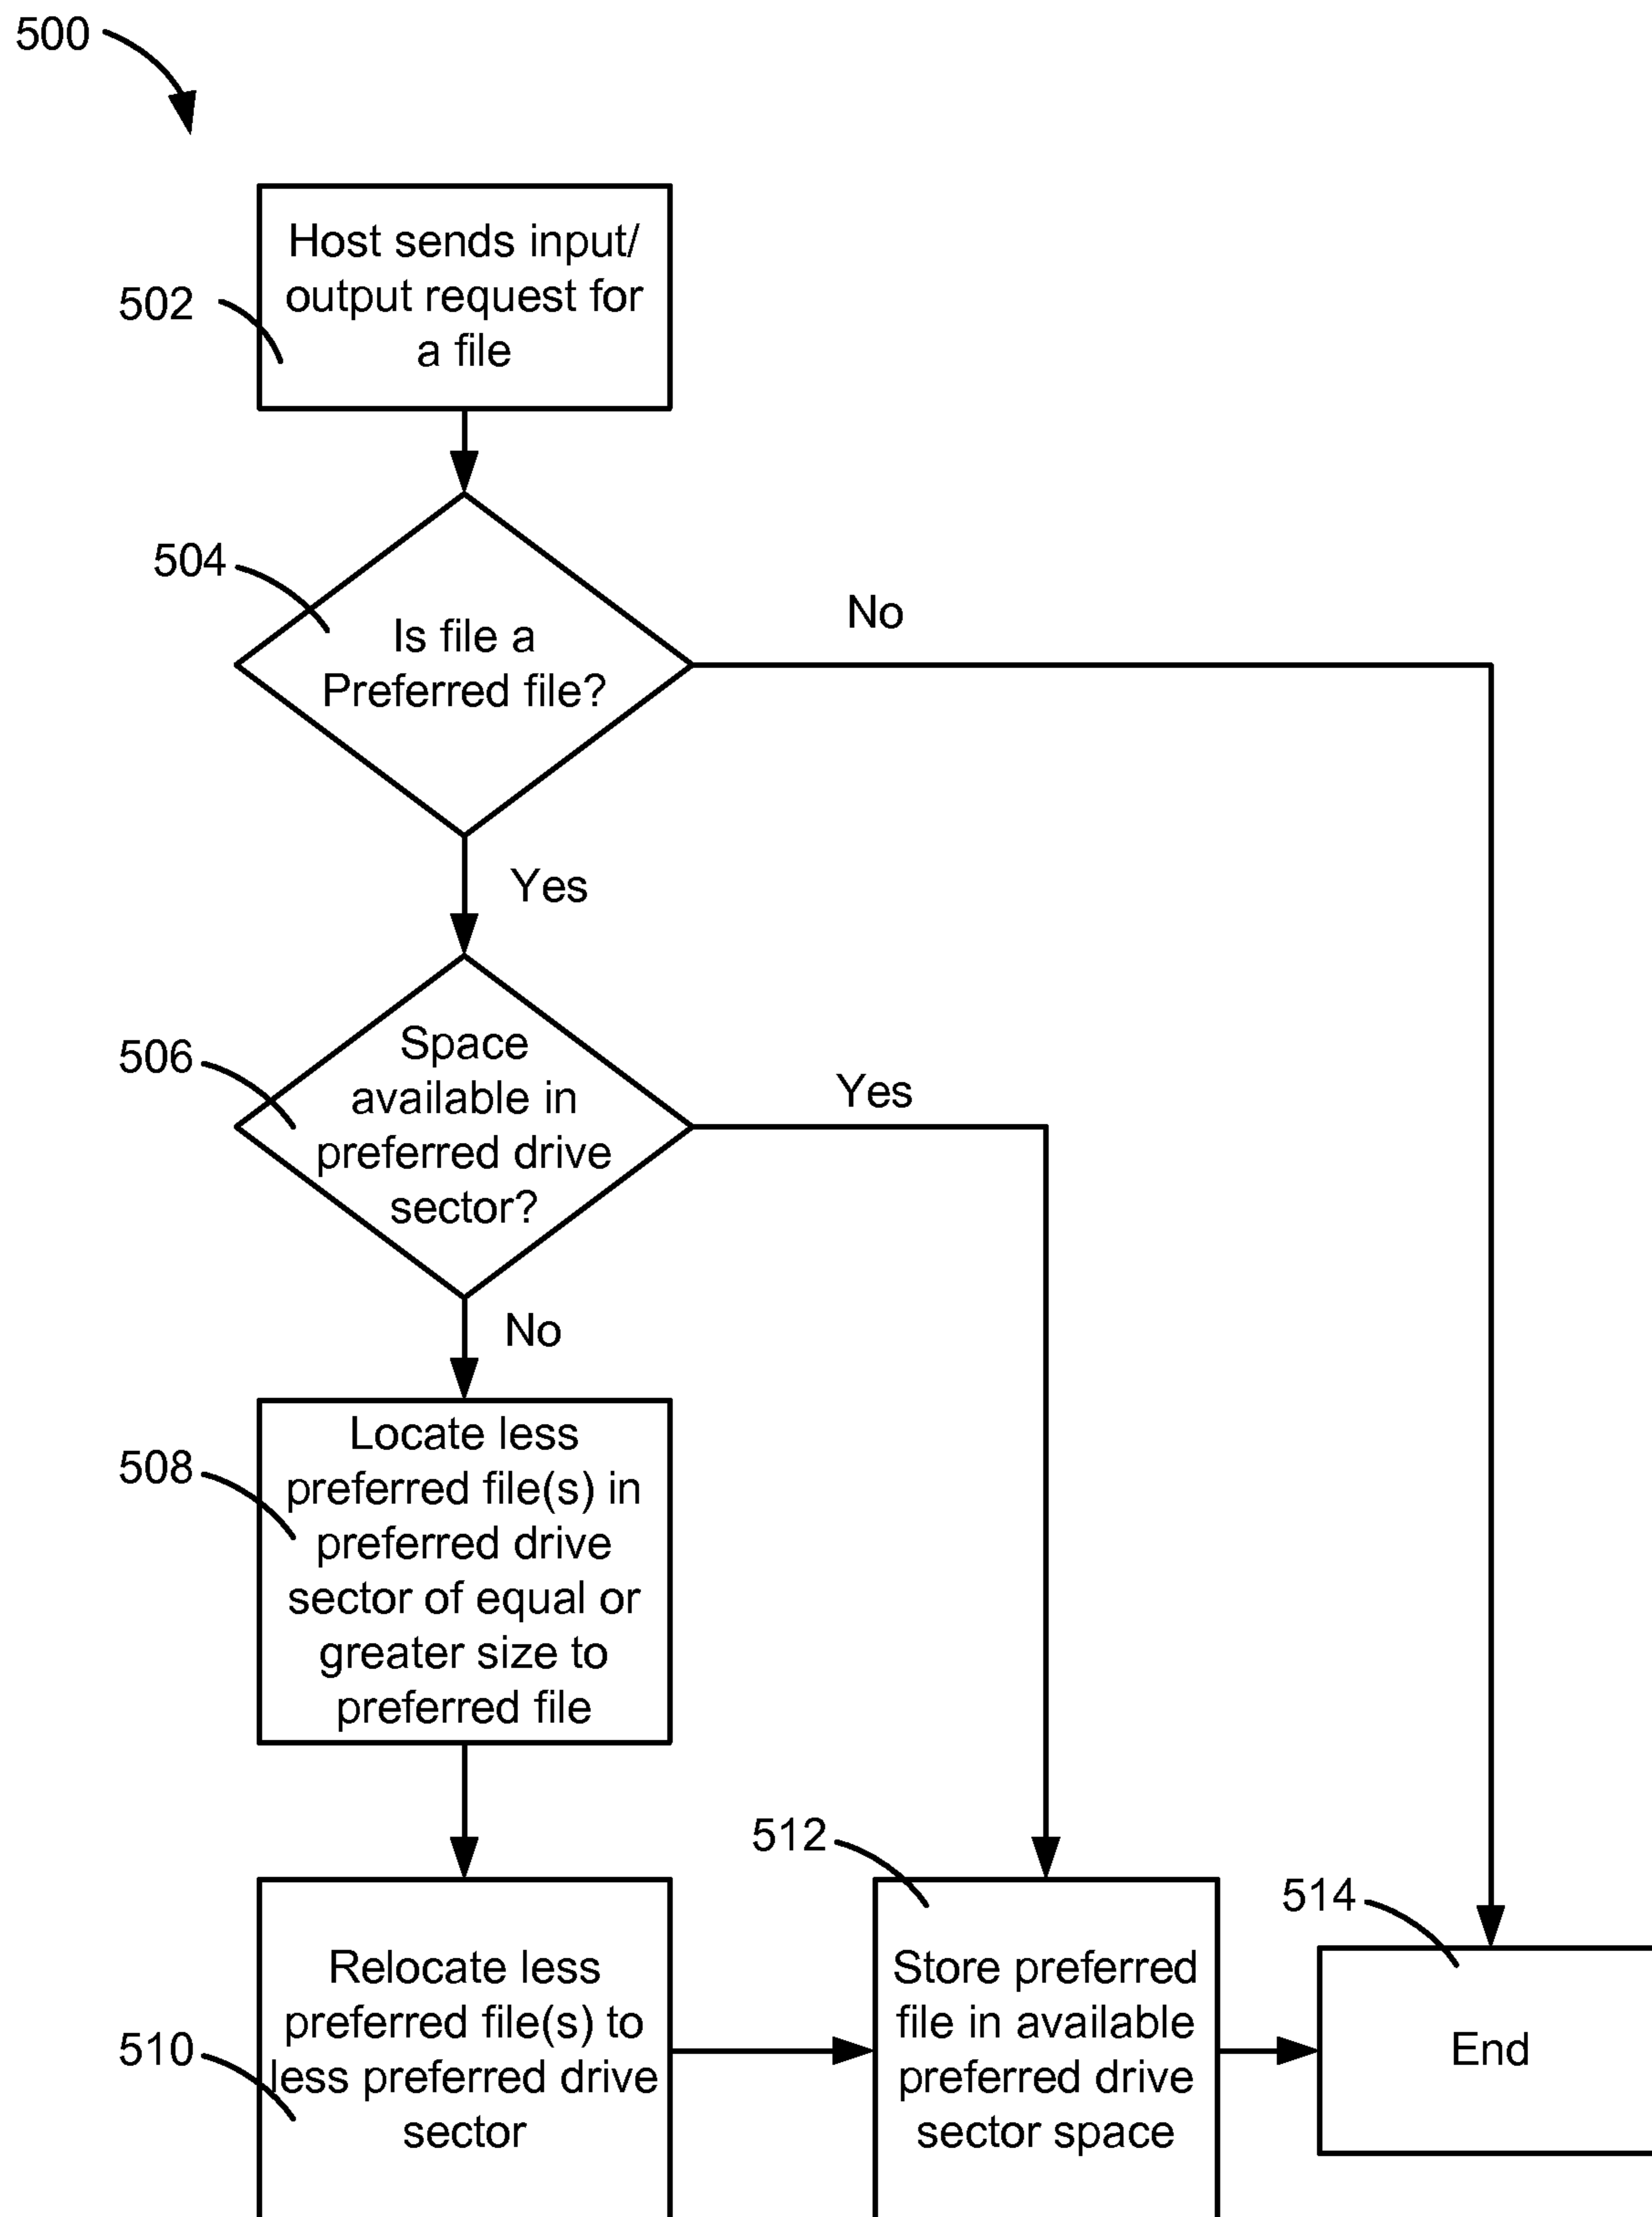 500
502
Host sends input/
output request for
a file
504
Is file a
Preferred file?
No
Yes
506
Space
available in
preferred drive
sector?
Yes
No
508
Locate less
preferred file(s) in
preferred drive
sector of equal or
greater size to
preferred file
510
Relocate less
preferred file(s) to
less preferred drive
sector
512
Store preferred
file in available
preferred drive
sector space
514
End